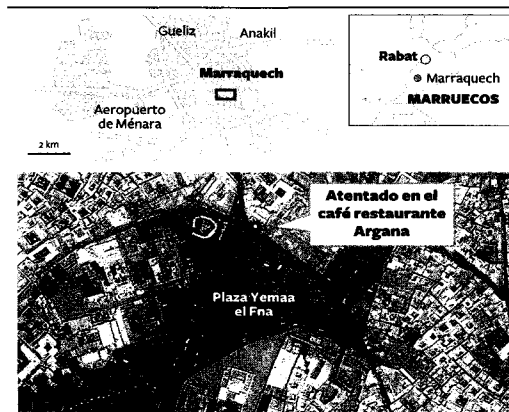 Gueliz
Anakil
Marraquech
Aeropuerto
de Ménara
2 km
Rabat
Marraquech
MARRUECOS
Atentado en el
café restaurante
Argana
Plaza Yemaa
el Fna